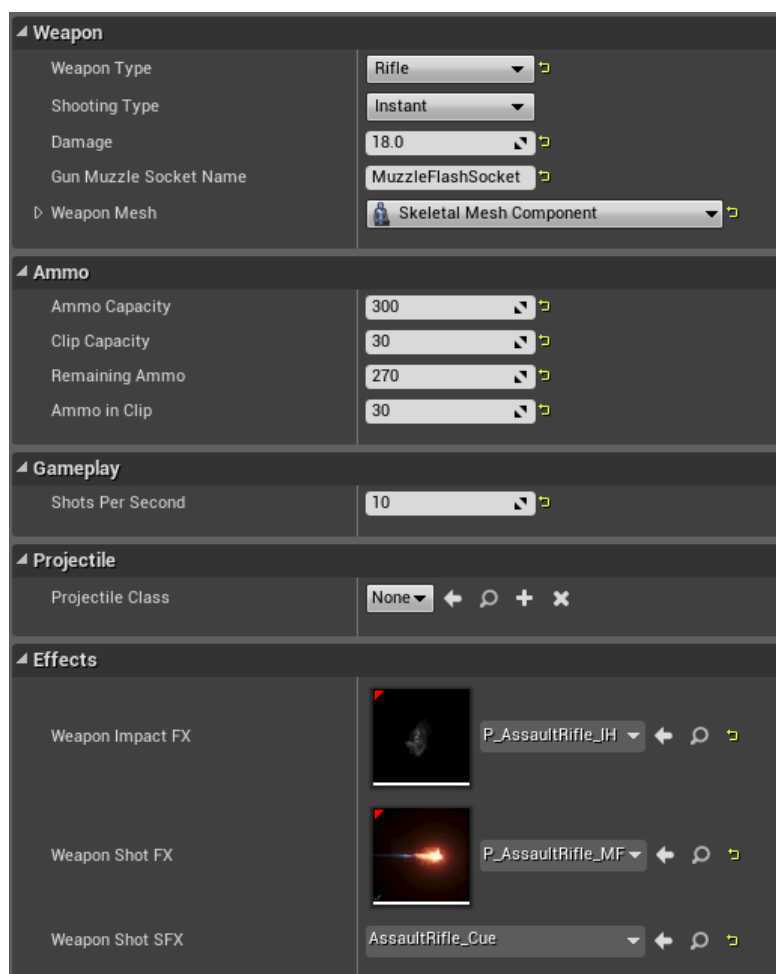 Weapon
Weapon Type Rifle
Shooting Type Instant
Damage 18.0
Gun Muzzle Socket Name MuzzleFlashSocket
Weapon Mesh Skeletal Mesh Component
Ammo
Ammo Capacity 300
Clip Capacity 30
Remaining Ammo 270
Ammo in Clip 30
Gameplay
Shots Per Second 10
Projectile
Projectile Class None
Effects
Weapon Impact FX P_AssaultRifle_IH
Weapon Shot FX P_AssaultRifle_MF
Weapon Shot SFX AssaultRifle_Cue